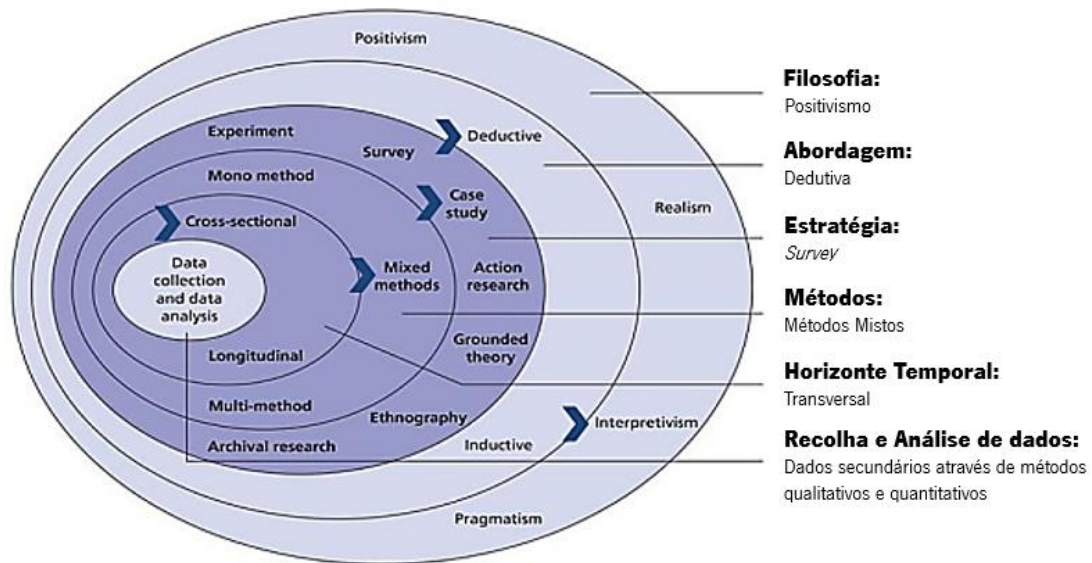 Positivism
Experiment
Survey
Deductive
Mono method
Case
study
Realism
Cross-sectional
Data
collection
and data
analysis
Mixed
methods
Action
research
Longitudinal
Grounded
theory
Multi-method
Ethnography
Interpretivism
Archival research
Inductive
Pragmatism
Filosofia:
Positivismo
Abordagem:
Dedutiva
Estratégia:
Survey
Métodos:
Métodos Mistos
Horizonte Temporal:
Transversal
Recolha e Análise de dados:
Dados secundários através de métodos
qualitativos e quantitativos